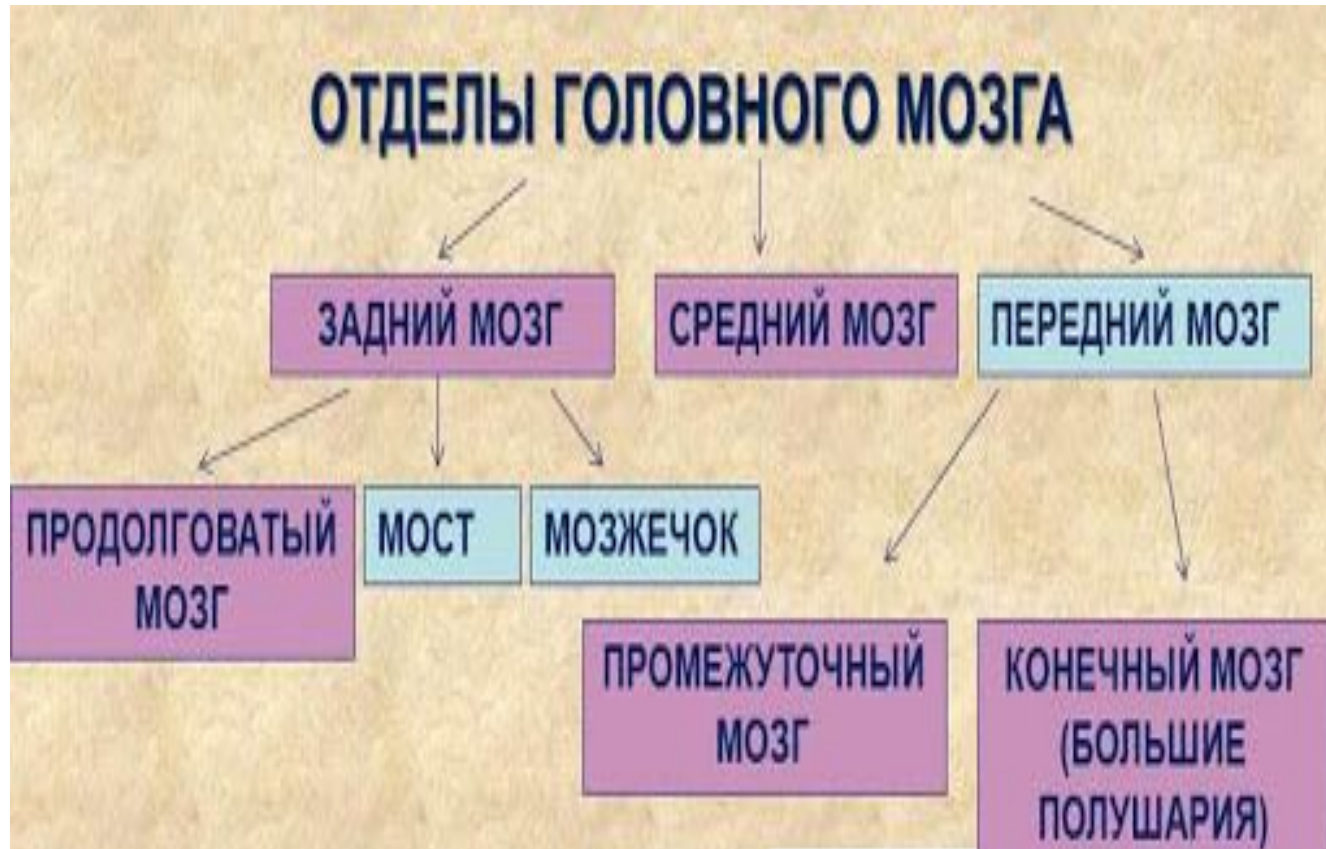 ОТДЕЛЫ ГОЛОВНОГО МОЗГА
ЗАДНИЙ МОЗГ
СРЕДНИЙ МОЗГ
ПЕРЕДНИЙ МОЗГ
ПРОДОЛГОВАТЫЙ
МОЗГ
МОСТ
МОЗЖЕЧОК
ПРОМЕЖУТОЧНЫЙ
МОЗГ
КОНЕЧНЫЙ МОЗГ
(БОЛЬШИЕ
ПОЛУШАРИЯ)